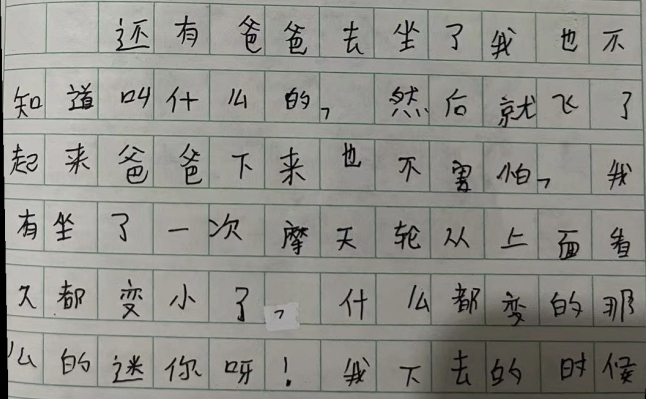 还有爸爸去坐了我也不
知道叫什么的，然后就飞了
起来爸爸下来也不害怕，我
有坐了一次摩天轮从上面看
久都变小了，什么都变的那
么的迷你呀！我下去的时候